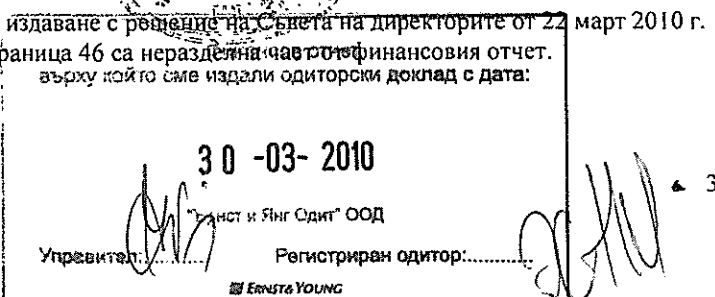 издаване с решение на Съвета на директорите от 22 март 2010 г.
раница 46 са неразделна част от финансовия отчет.
върху който сме издали одиторски доклад с дата:
30 -03- 2010
"Ернст и Янг Одит" ООД
3
Управител:.......... Регистриран одитор:..........
ERNST & YOUNG